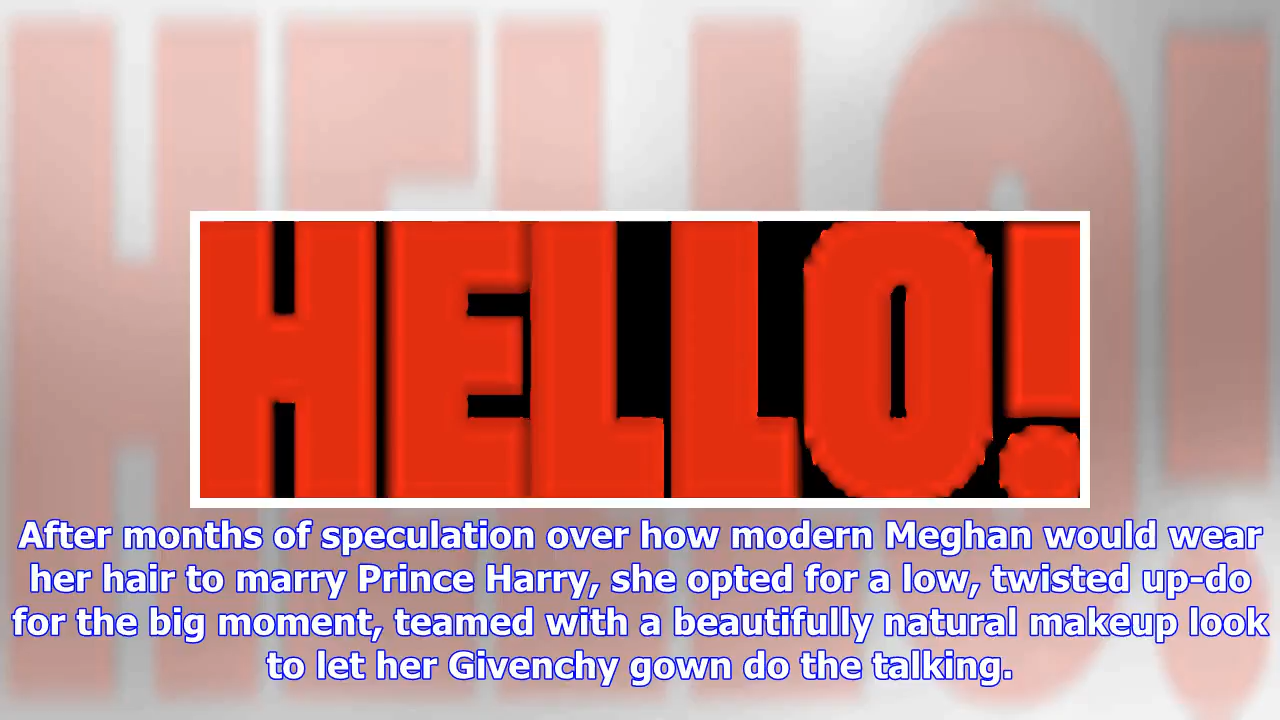 HELLO!
After months of speculation over how modern Meghan would wear
her hair to marry Prince Harry, she opted for a low, twisted up-do
for the big moment, teamed with a beautifully natural makeup look
to let her Givenchy gown do the talking.